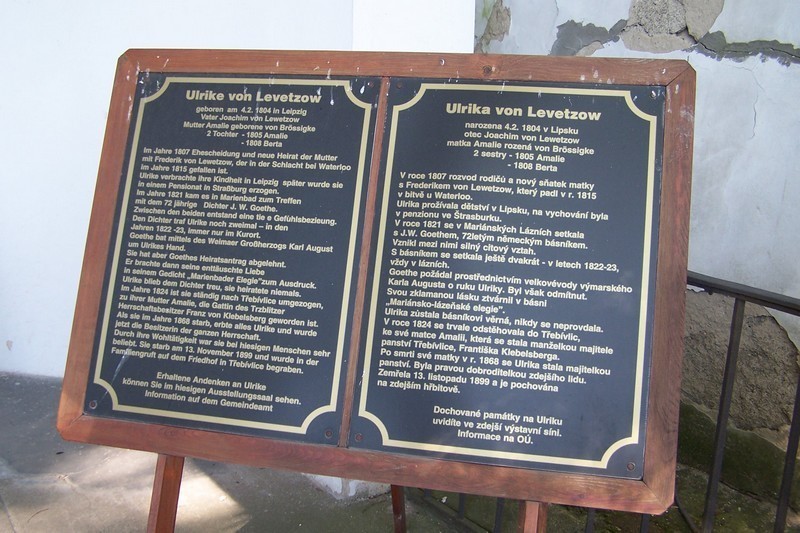 Ulrike von Levetzow
geboren am 4.2. 1804 in Leipzig
Vater Joachim von Lewetzow
Mutter Amalie geborene von Brössigke
2 Tochter - 1805 Amalie
- 1808 Berta
Im Jahre 1807 Ehescheidung und neue Heirat der Mutter
mit Frederik von Lewetzow, der in der Schlacht bei Waterloo
im Jahre 1815 gefallen ist.
Ulrike verbrachte ihre Kindheit in Leipzig später wurde sie
in einem Pensionet in Straßburg erzogen.
Im Jahre 1821 kam es in Marienbad zum Treffen
mit dem 72 jährige Dichter J. W. Goethe.
Zwischen den beiden entstand eine tie e Gefühlsbeziehung.
Den Dichter traf Ulrike noch zweimal – in den
Jahren 1822 -23, immer nur im Kurort.
Goethe bat mittels des Weimaer Großherzogs Karl August
um Ulrikes Hand.
Sie hat aber Goethes Heiratsantrag abgelehnt.
Er brachte dann seine enttäuschte Liebe
in seinem Gedicht „Marienbader Elegie"zum Ausdruck.
Ulrike blieb dem Dichter treu, sie heiratete niemals.
Im Jahre 1824 ist sie ständig nach Třebívlice umgezogen,
zu ihrer Mutter Amalie, die Gattin des Trzblitzer
Herrschaftsbesitzer Franz von Klebelsberg geworden ist.
Als sie im Jahre 1868 starb, erbte alles Ulrike und wurde
jetzt die Besitzerin der ganzen Herrschaft.
Durch ihre Wohltätigkeit war sie bei hiesigen Menschen sehr
beliebt. Sie starb am 13. November 1899 und wurde in der
Familiengruft auf dem Friedhof in Třebívlice begraben.
Erhaltene Andenken an Ulrike
können Sie im hiesigen Ausstellungsaal sehen.
Information auf dem Gemeindeamt
Ulrika von Levetzow
narozena 4.2. 1804 v Lipsku
otec Joachim von Lewetzow
matka Amalie rozená von Brössigke
2 sestry - 1805 Amalie
- 1808 Berta
V roce 1807 rozvod rodičů a nový sňatek matky
s Frederikem von Lewetzow, který padl v r. 1815
v bitvě u Waterloo.
Ulrika prožívala dětství v Lipsku, na vychování byla
v penzionu ve Štrasburku.
V roce 1821 se v Mariánských Lázních setkala
s J.W. Goethem, 72letým německým básníkem.
Vznikl mezi nimi silný citový vztah.
S básníkem se setkala ještě dvakrát - v letech 1822-23,
vždy v lázních.
Goethe požádal prostřednictvím velkovévody výmarského
Karla Augusta o ruku Ulriky. Byl však odmítnut.
Svou zklamanou lásku ztvárnil v básni
„Mariánsko-lázeňské elegie".
Ulrika zůstala básníkovi věrná, nikdy se neprovdala.
V roce 1824 se trvale odstěhovala do Třebívlic,
ke své matce Amalii, která se stala manželkou majitele
panství Třebívlice, Františka Klebelsberga.
Po smrti své matky v r. 1868 se Ulrika stala majitelkou
panství. Byla pravou dobroditelkou zdejšího lidu.
Zemřela 13. listopadu 1899 a je pochována
na zdejším hřbitově.
Dochované památky na Ulriku
uvidíte ve zdejší výstavní síni.
Informace na OÚ.